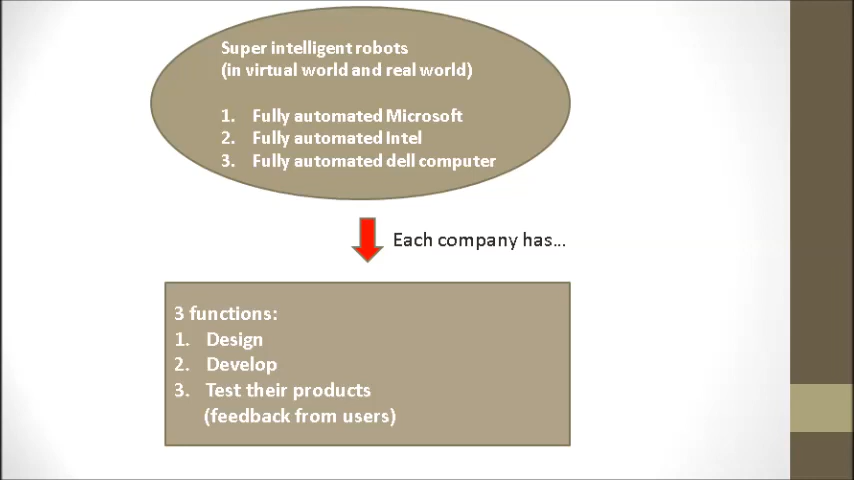 Super intelligent robots
(in virtual world and real world)
1. Fully automated Microsoft
2. Fully automated Intel
3. Fully automated dell computer
Each company has...
3 functions:
1. Design
2. Develop
3. Test their products
(feedback from users)